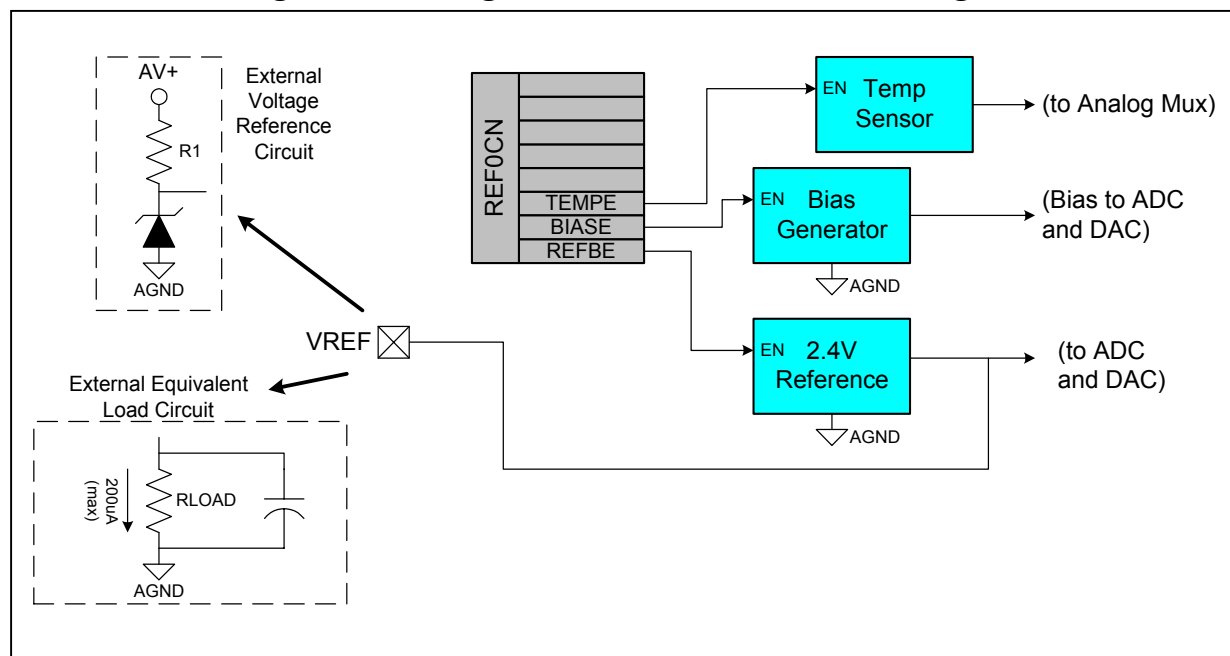 AV+
R1
AGND
External
Voltage
Reference
Circuit
REF0CN
TEMPE
BIASE
REFBE
EN
Temp
Sensor
(to Analog Mux)
EN
Bias
Generator
AGND
(Bias to ADC
and DAC)
VREF
EN
2.4V
Reference
AGND
(to ADC
and DAC)
External Equivalent
Load Circuit
200uA
(max)
RLOAD
AGND